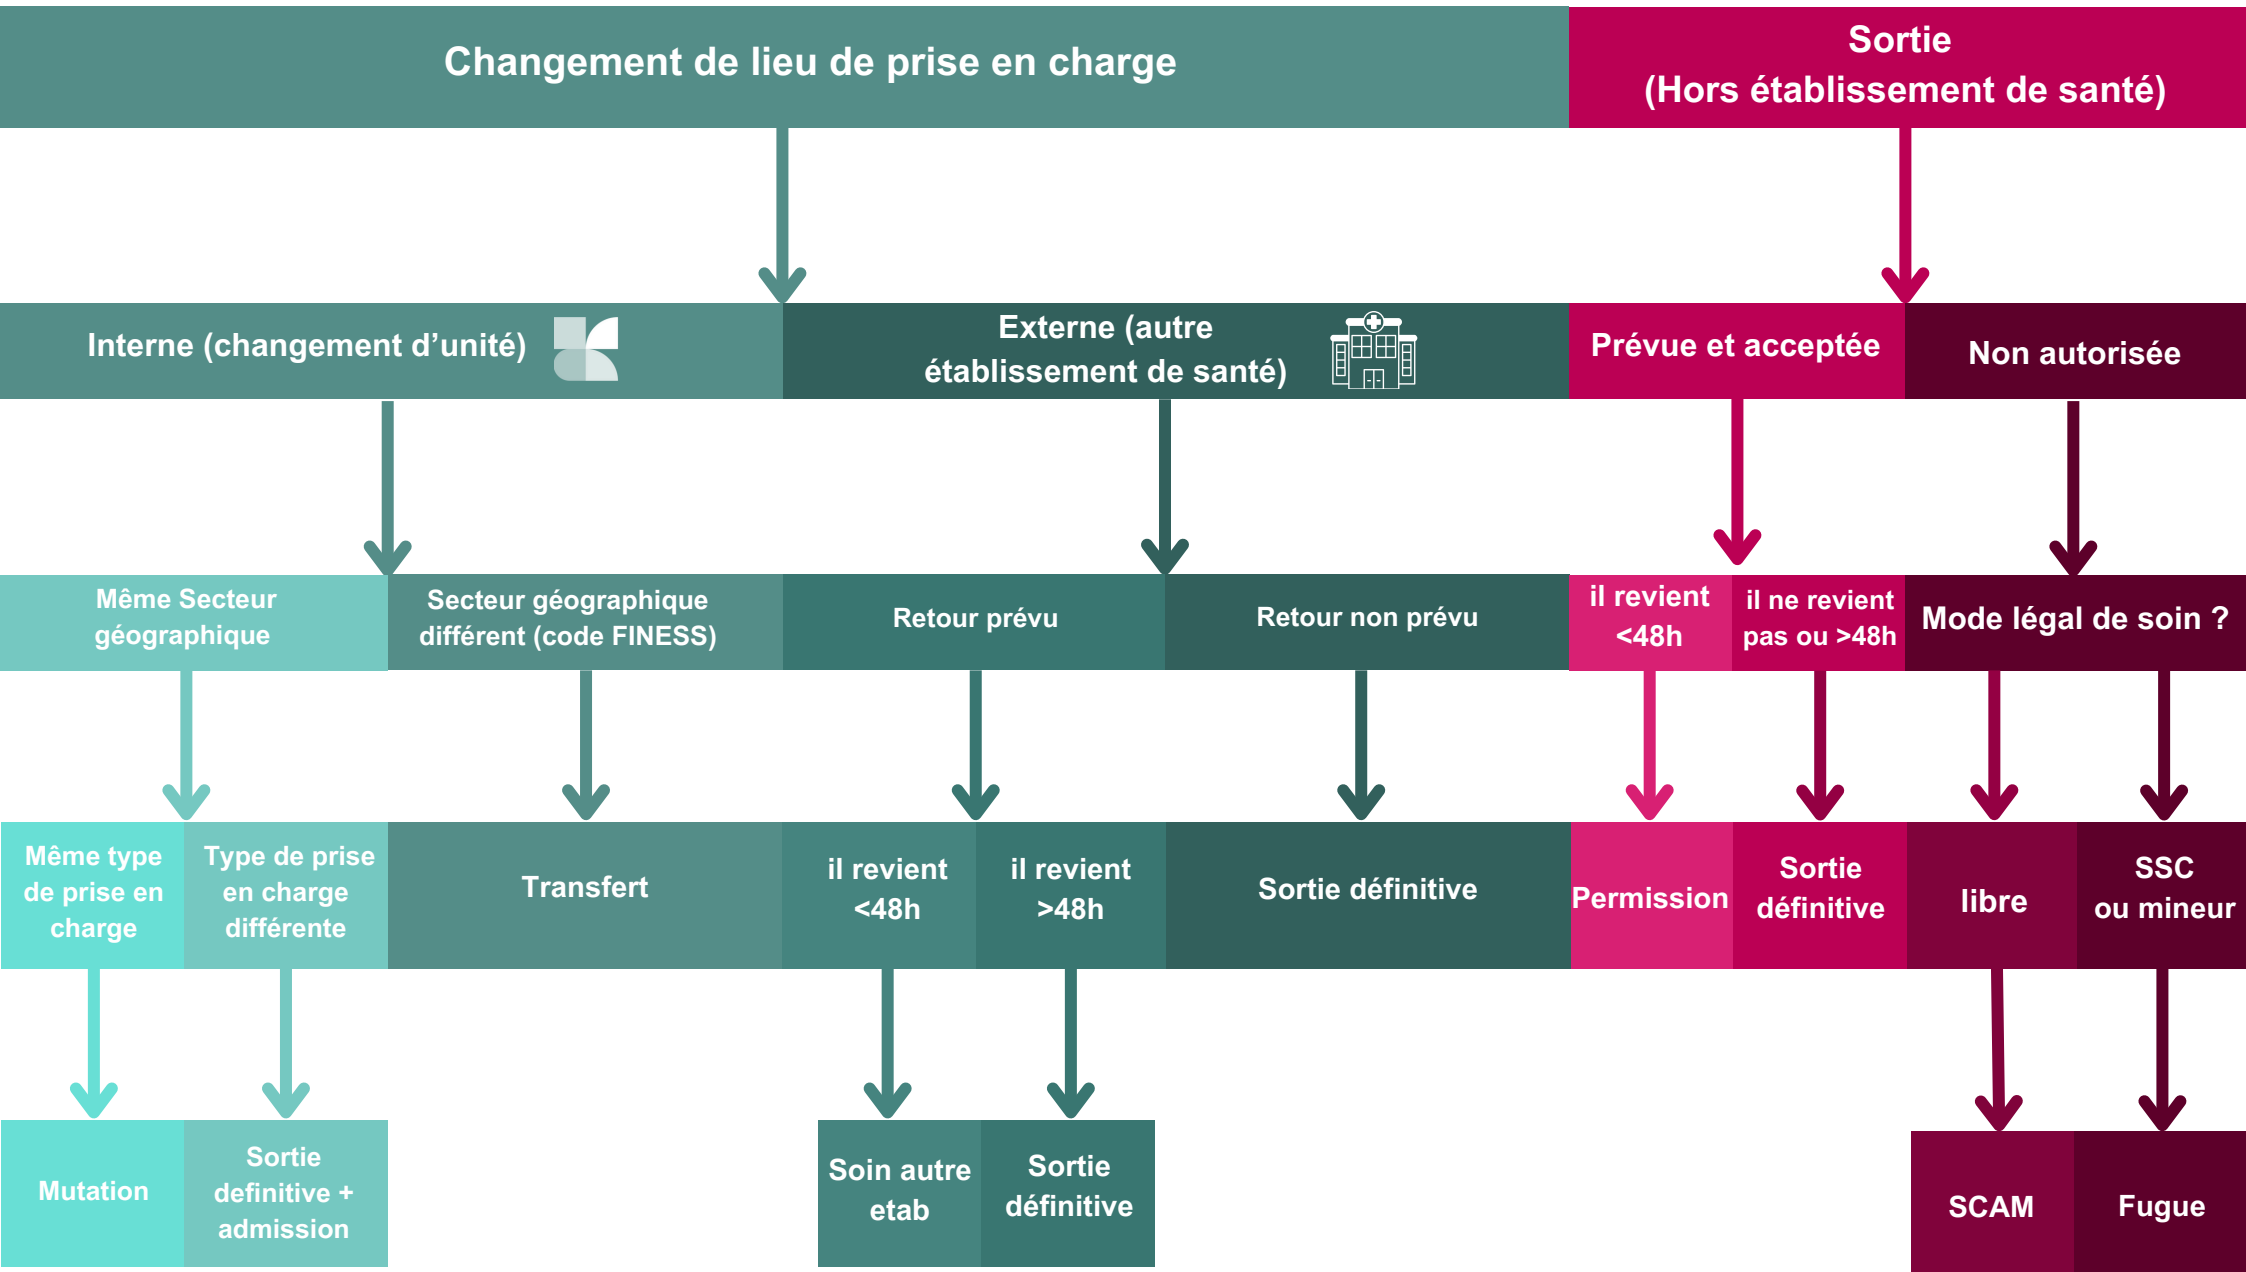 Changement de lieu de prise en charge
Sortie
(Hors établissement de santé)
Interne (changement d’unité)
Externe (autre
établissement de santé)
Prévue et acceptée
Non autorisée
Même Secteur
géographique
Secteur géographique
différent (code FINESS)
Retour prévu
Retour non prévu
il revient
<48h
il ne revient
pas ou >48h
Mode légal de soin ?
Même type
de prise en
charge
Type de prise
en charge
différente
Transfert
il revient
<48h
il revient
>48h
Sortie définitive
Permission
Sortie
définitive
libre
SSC
ou mineur
Mutation
Sortie
definitive +
admission
Soin autre
etab
Sortie
définitive
SCAM
Fugue